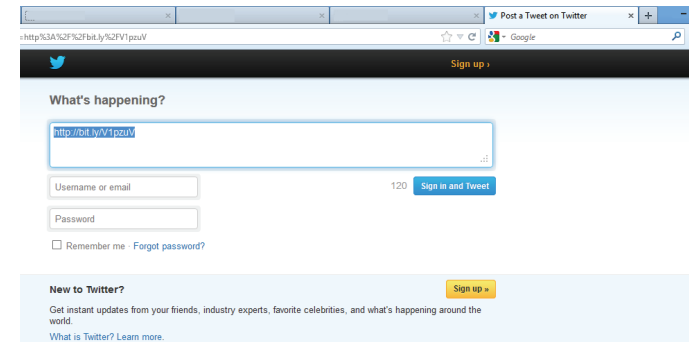 Post a Tweet on Twitter
=http%3A%2F%2Fbit.ly%2FV1pzuV
Google
Sign up ›
What's happening?
http://bit.ly/V1pzuV
Username or email
120
Sign in and Tweet
Password
Remember me · Forgot password?
New to Twitter?
Sign up »
Get instant updates from your friends, industry experts, favorite celebrities, and what's happening around the
world.
What is Twitter? Learn more.